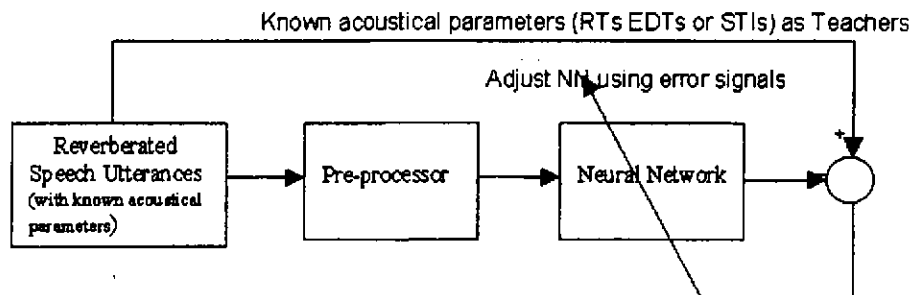 Known acoustical parameters (RTs EDTs or STIs) as Teachers
Adjust NN using error signals
Reverberated
Speech Utterances
(with known acoustical
parameters)
Pre-processor
Neural Network
+
-